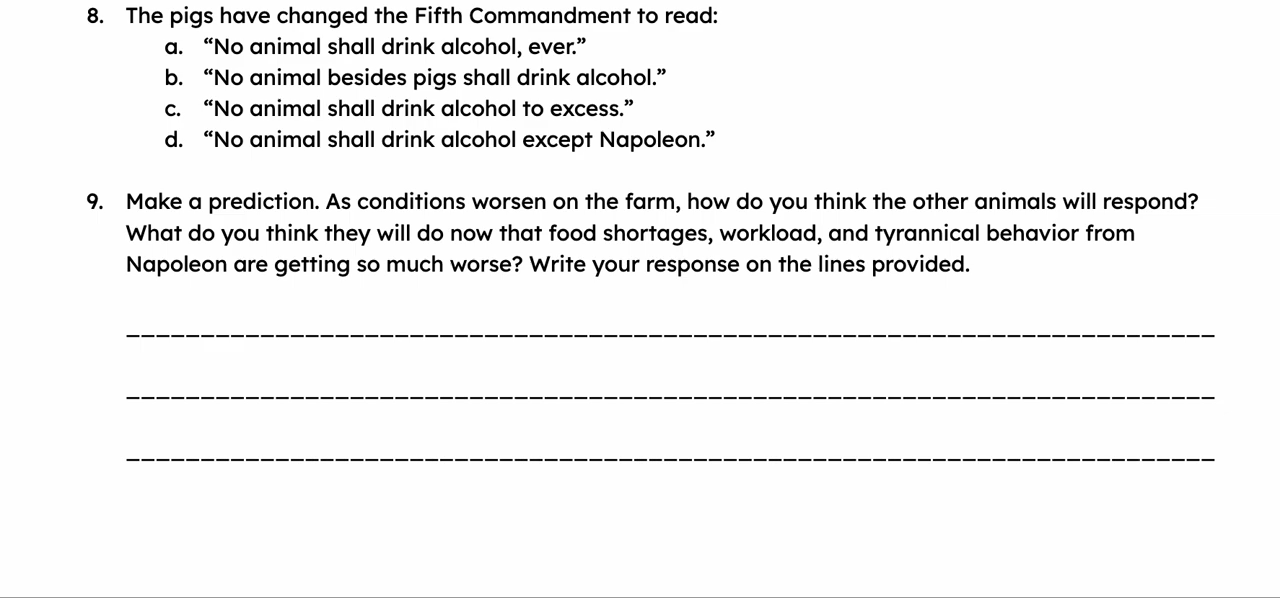 8. The pigs have changed the Fifth Commandment to read:
a. “No animal shall drink alcohol, ever.”
b. “No animal besides pigs shall drink alcohol.”
c. “No animal shall drink alcohol to excess.”
d. “No animal shall drink alcohol except Napoleon.”
9. Make a prediction. As conditions worsen on the farm, how do you think the other animals will respond?
What do you think they will do now that food shortages, workload, and tyrannical behavior from
Napoleon are getting so much worse? Write your response on the lines provided.